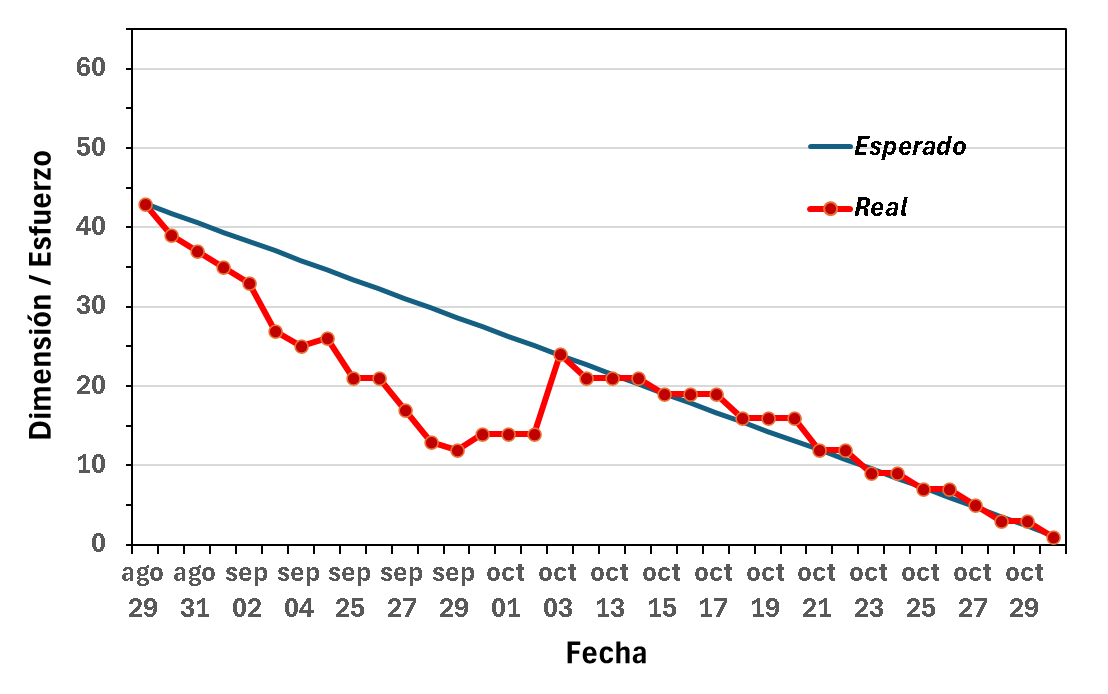 60
50
40
30
20
10
0
Dimensión / Esfuerzo
Esperado
Real
ago ago sep sep sep sep sep oct oct oct oct oct oct oct oct oct oct oct
29 31 02 04 25 27 29 01 03 13 15 17 19 21 23 25 27 29
Fecha